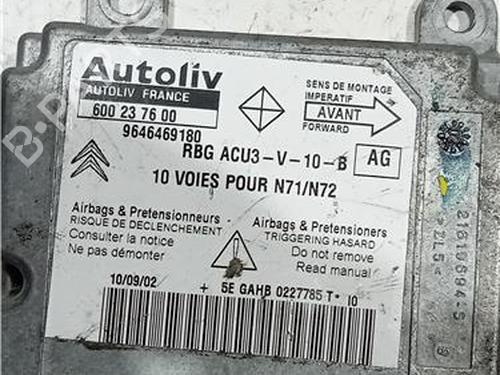 Autoliv
AUTOLIV FRANCE
600 23 76 00
9646469180
SENS DE MONTAGE
IMPERATIF
AVANT
FORWARD
RBG ACU3-V-10-B AG
10 VOIES POUR N71/N72
Airbags & Pretensionneurs
RISQUE DE DECLENCHEMENT
Consulter la notice
Ne pas démonter
Airbags & Pretensioners
TRIGGERING HASARD
Do not remove
Read manual
10/09/02
+ 5E GAHB 0227785 T· 10
B-PARTS